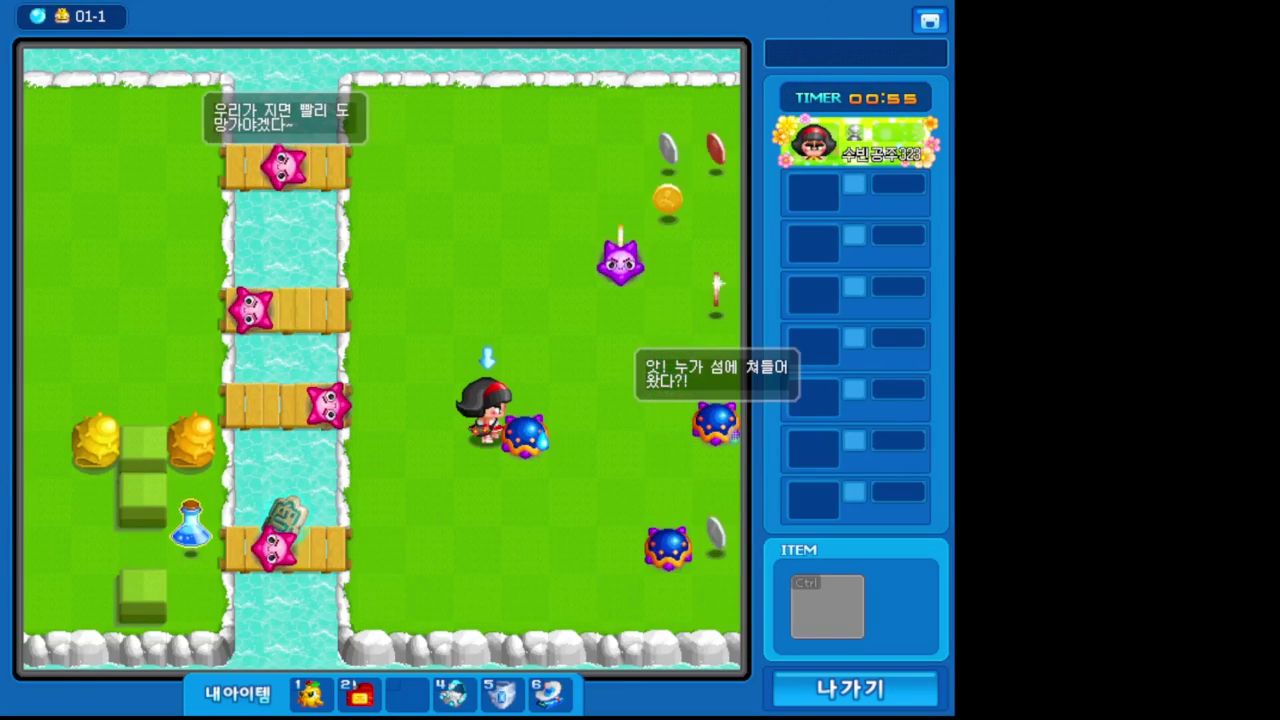 01-1
우리가 지면 빨리 도
망가야겠다~
TIMER 00:55
수빈공주323
앗! 누가 섬에 쳐들어
왔다?!
ITEM
Ctrl
내아이템 1 2 4 5 6
나가기